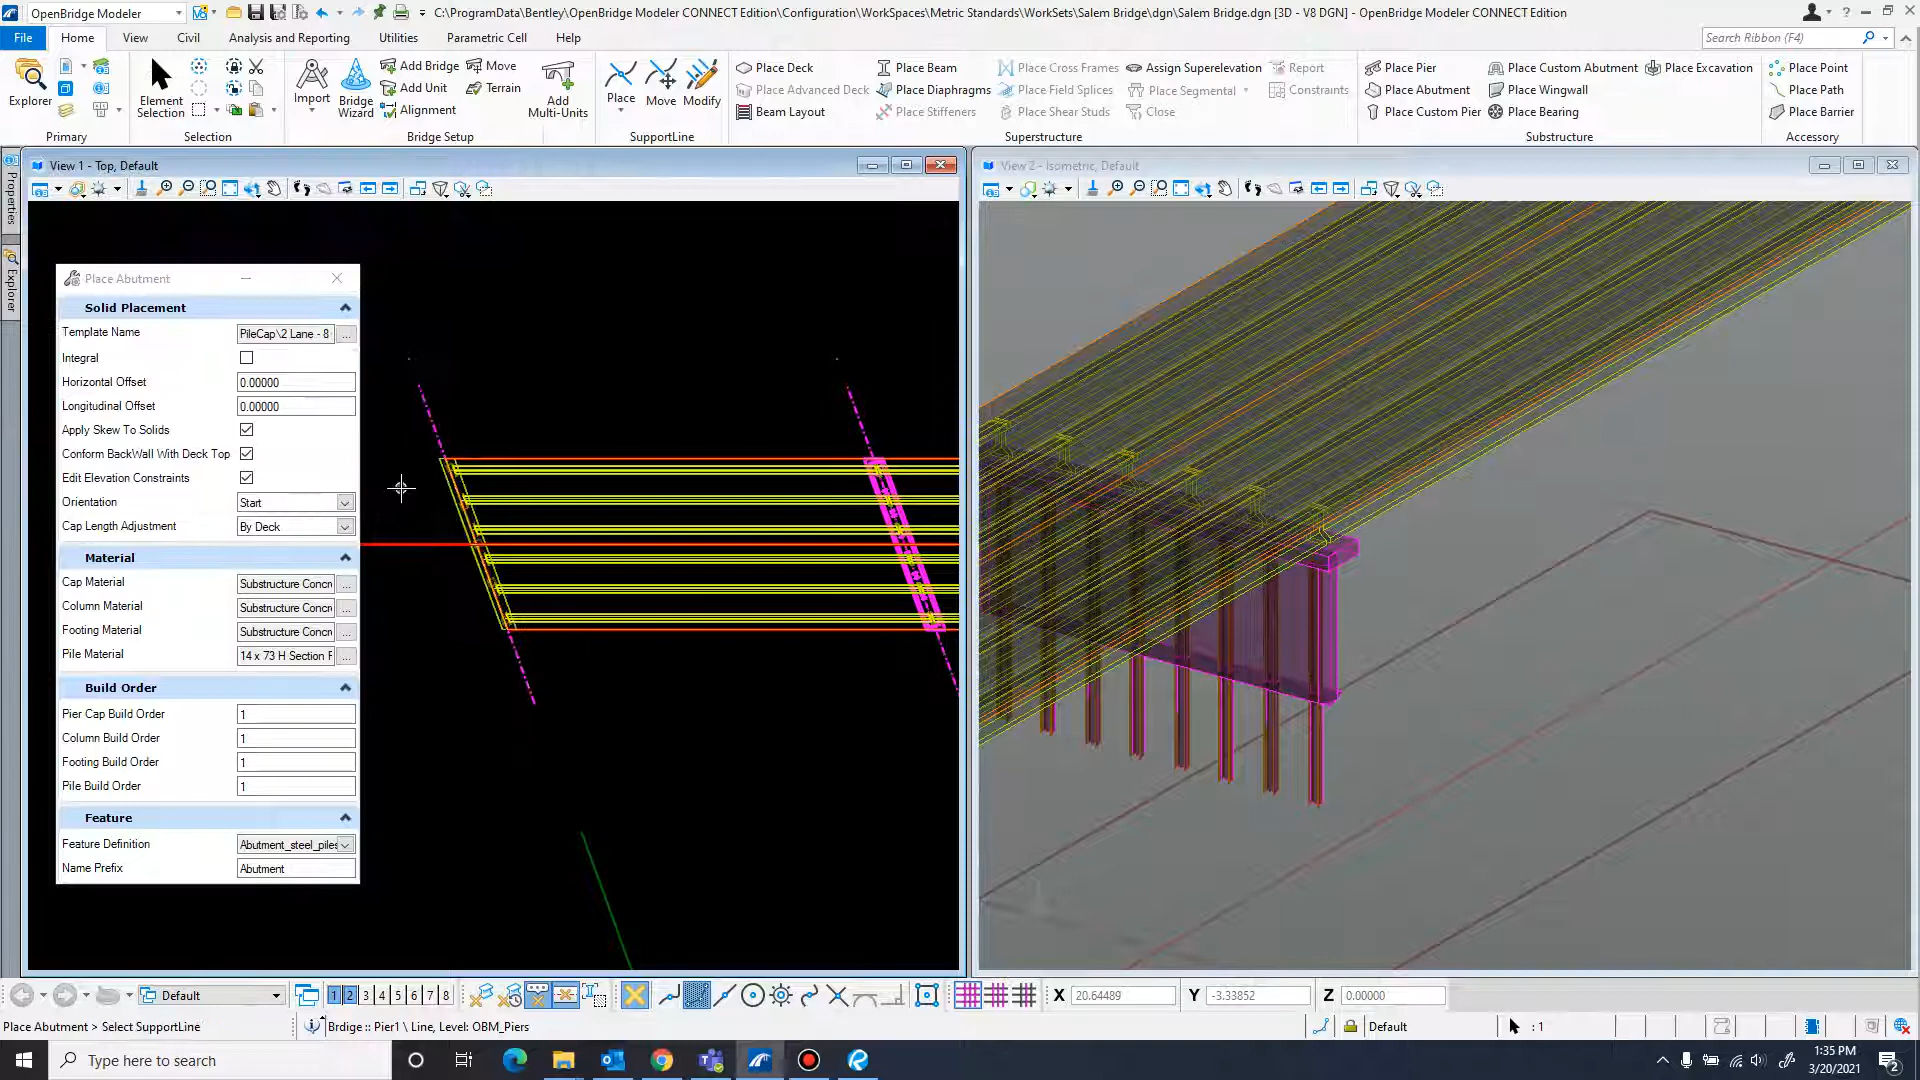 OpenBridge Modeler
C:\ProgramData\Bentley\OpenBridge Modeler CONNECT Edition\Configuration\WorkSpaces\Metric Standards\WorkSets\Salem Bridge\dgn\Salem Bridge.dgn [3D - V8 DGN] - OpenBridge Modeler CONNECT Edition
File Home View Civil Analysis and Reporting Utilities Parametric Cell Help
Search Ribbon (F4)
Explorer
Primary
Element Selection
Selection
Import
Bridge Wizard
Add Bridge
Add Unit
Alignment
Move
Terrain
Add Multi-Units
Bridge Setup
Place
Move
Modify
SupportLine
Place Deck
Place Advanced Deck
Beam Layout
Place Beam
Place Diaphragms
Place Stiffeners
Place Cross Frames
Place Field Splices
Place Shear Studs
Assign Superelevation
Place Segmental
Close
Report
Constraints
Superstructure
Place Pier
Place Abutment
Place Custom Pier
Place Custom Abutment
Place Wingwall
Place Bearing
Place Excavation
Substructure
Place Point
Place Path
Place Barrier
Accessory
Properties
Explorer
View 1 - Top, Default
View 2 - Isometric, Default
Place Abutment
Solid Placement
Template Name PileCap\2 Lane - 8 ...
Integral
Horizontal Offset 0.00000
Longitudinal Offset 0.00000
Apply Skew To Solids
Conform BackWall With Deck Top
Edit Elevation Constraints
Orientation Start
Cap Length Adjustment By Deck
Material
Cap Material Substructure Concr ...
Column Material Substructure Concr ...
Footing Material Substructure Concr ...
Pile Material 14 x 73 H Section F ...
Build Order
Pier Cap Build Order 1
Column Build Order 1
Footing Build Order 1
Pile Build Order 1
Feature
Feature Definition Abutment_steel_piles
Name Prefix Abutment
Default
1 2 3 4 5 6 7 8
X 20.64489
Y -3.33852
Z 0.00000
Place Abutment > Select SupportLine
Brdige :: Pier1 \ Line, Level: OBM_Piers
Default
: 1
Type here to search
1:35 PM
3/20/2021
2